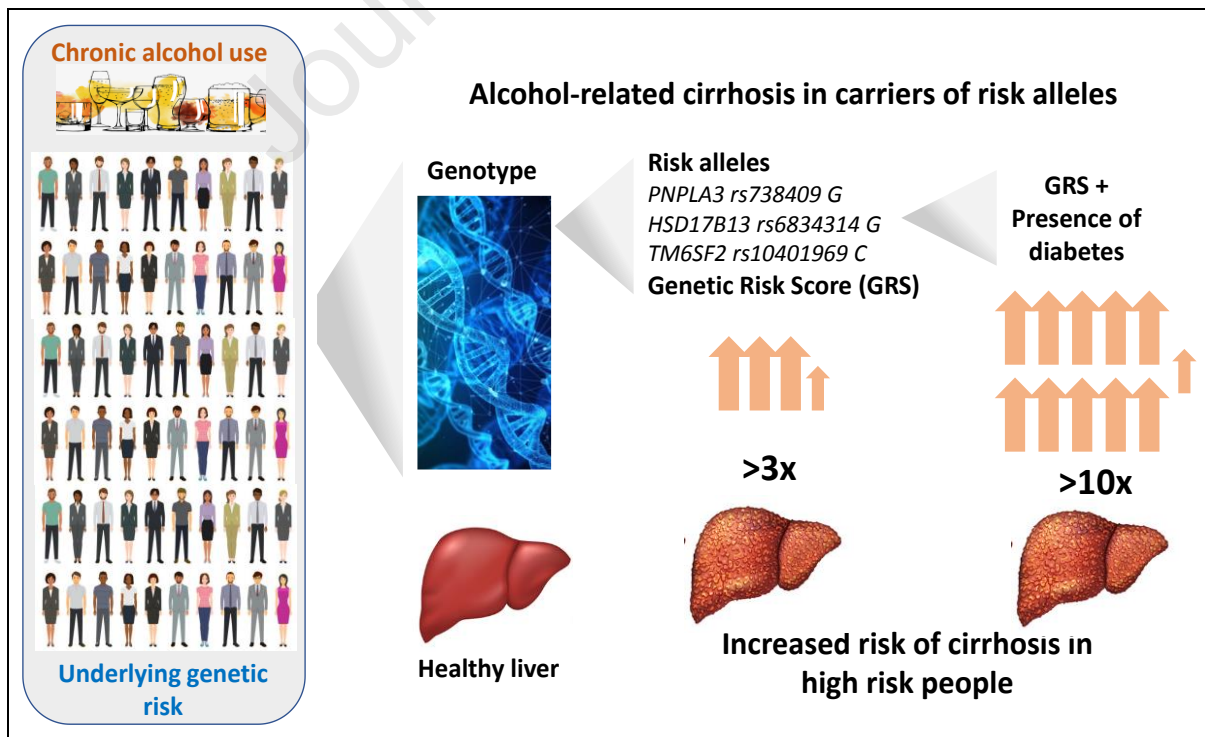 Chronic alcohol use
Underlying genetic
risk
Alcohol-related cirrhosis in carriers of risk alleles
Genotype
Healthy liver
Risk alleles
PNPLA3 rs738409 G
HSD17B13 rs6834314 G
TM6SF2 rs10401969 C
Genetic Risk Score (GRS)
>3x
GRS +
Presence of
diabetes
>10x
Increased risk of cirrhosis in
high risk people